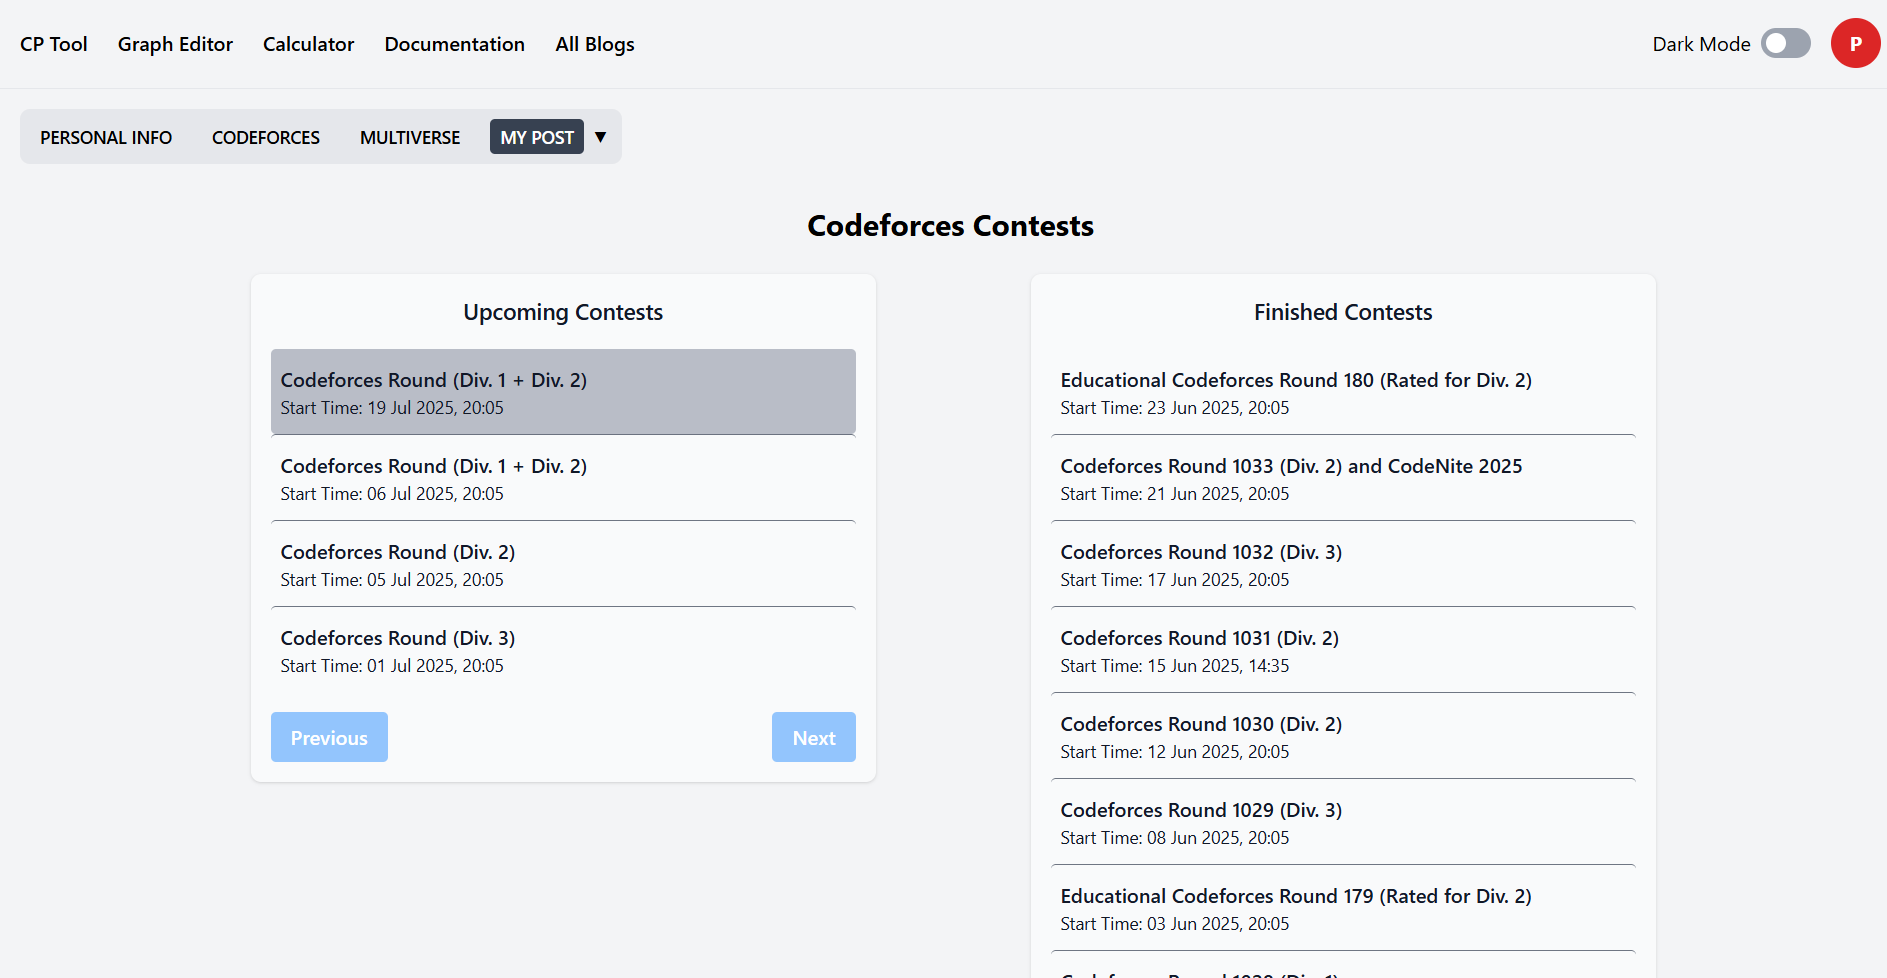 CP Tool Graph Editor Calculator Documentation All Blogs Dark Mode P
PERSONAL INFO CODEFORCES MULTIVERSE MY POST ▼
Codeforces Contests
Upcoming Contests
Codeforces Round (Div. 1 + Div. 2)
Start Time: 19 Jul 2025, 20:05
Codeforces Round (Div. 1 + Div. 2)
Start Time: 06 Jul 2025, 20:05
Codeforces Round (Div. 2)
Start Time: 05 Jul 2025, 20:05
Codeforces Round (Div. 3)
Start Time: 01 Jul 2025, 20:05
Previous Next
Finished Contests
Educational Codeforces Round 180 (Rated for Div. 2)
Start Time: 23 Jun 2025, 20:05
Codeforces Round 1033 (Div. 2) and CodeNite 2025
Start Time: 21 Jun 2025, 20:05
Codeforces Round 1032 (Div. 3)
Start Time: 17 Jun 2025, 20:05
Codeforces Round 1031 (Div. 2)
Start Time: 15 Jun 2025, 14:35
Codeforces Round 1030 (Div. 2)
Start Time: 12 Jun 2025, 20:05
Codeforces Round 1029 (Div. 3)
Start Time: 08 Jun 2025, 20:05
Educational Codeforces Round 179 (Rated for Div. 2)
Start Time: 03 Jun 2025, 20:05